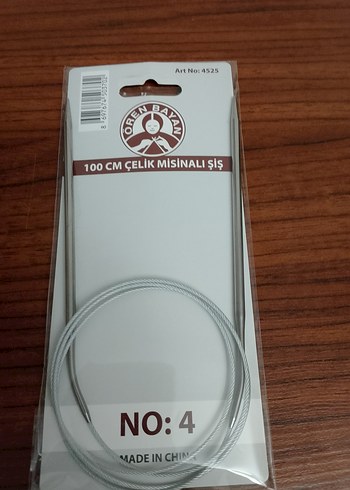 Art No: 4525
ÖREN BAYAN
100 CM ÇELİK MİSİNALI ŞİŞ
NO: 4
MADE IN CHINA